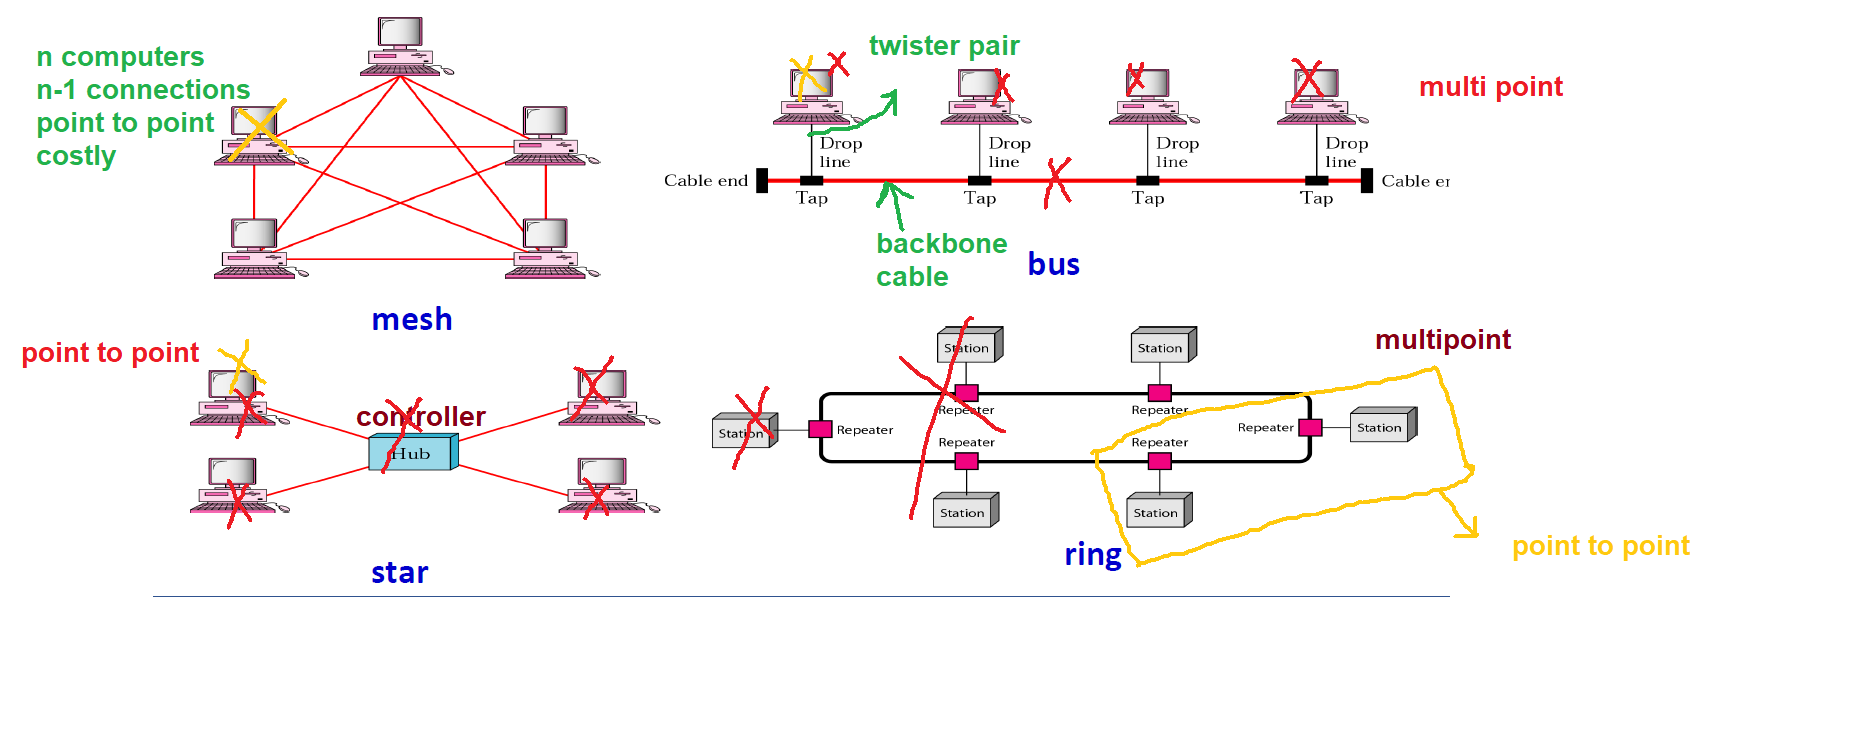 n computers
n-1 connections
point to point
costly
mesh
twister pair
multi point
Drop line
Drop line
Drop line
Drop line
Cable end
Tap
Tap
Tap
Tap
Cable er
backbone
cable
bus
point to point
controller
Hub
star
multipoint
Station
Station
Station
Repeater
Repeater
Repeater
Repeater
Station
Repeater
Repeater
Station
Station
ring
point to point